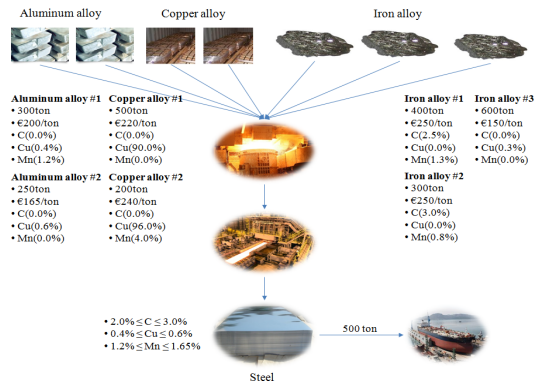 Aluminum alloy
Copper alloy
Iron alloy
Aluminum alloy #1
• 300ton
• €200/ton
• C(0.0%)
• Cu(0.4%)
• Mn(1.2%)
Aluminum alloy #2
• 250ton
• €165/ton
• C(0.0%)
• Cu(0.6%)
• Mn(0.0%)
Copper alloy #1
• 500ton
• €220/ton
• C(0.0%)
• Cu(90.0%)
• Mn(0.0%)
Copper alloy #2
• 200ton
• €240/ton
• C(0.0%)
• Cu(96.0%)
• Mn(4.0%)
Iron alloy #1
• 400ton
• €250/ton
• C(2.5%)
• Cu(0.0%)
• Mn(1.3%)
Iron alloy #2
• 300ton
• €250/ton
• C(3.0%)
• Cu(0.0%)
• Mn(0.8%)
Iron alloy #3
• 600ton
• €150/ton
• C(0.0%)
• Cu(0.3%)
• Mn(0.0%)
• 2.0% ≤ C ≤ 3.0%
• 0.4% ≤ Cu ≤ 0.6%
• 1.2% ≤ Mn ≤ 1.65%
500 ton
Steel